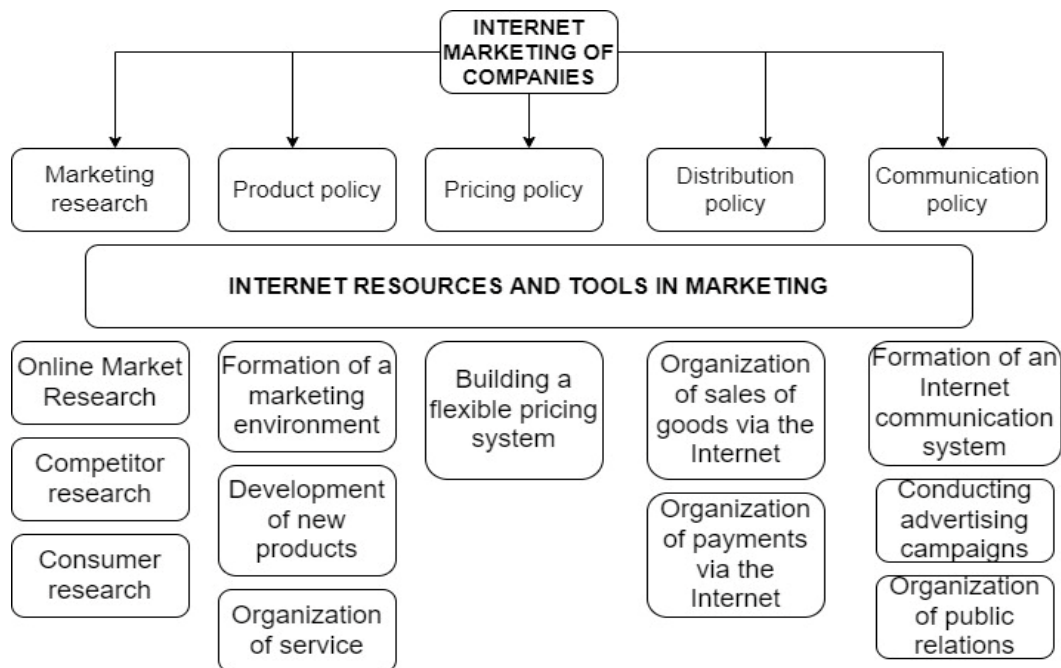 INTERNET
MARKETING OF
COMPANIES
Marketing
research
Product policy
Pricing policy
Distribution
policy
Communication
policy
INTERNET RESOURCES AND TOOLS IN MARKETING
Online Market
Research
Competitor
research
Consumer
research
Formation of a
marketing
environment
Development
of new
products
Organization
of service
Building a
flexible pricing
system
Organization
of sales of
goods via the
Internet
Organization
of payments
via the
Internet
Formation of an
Internet
communication
system
Conducting
advertising
campaigns
Organization
of public
relations